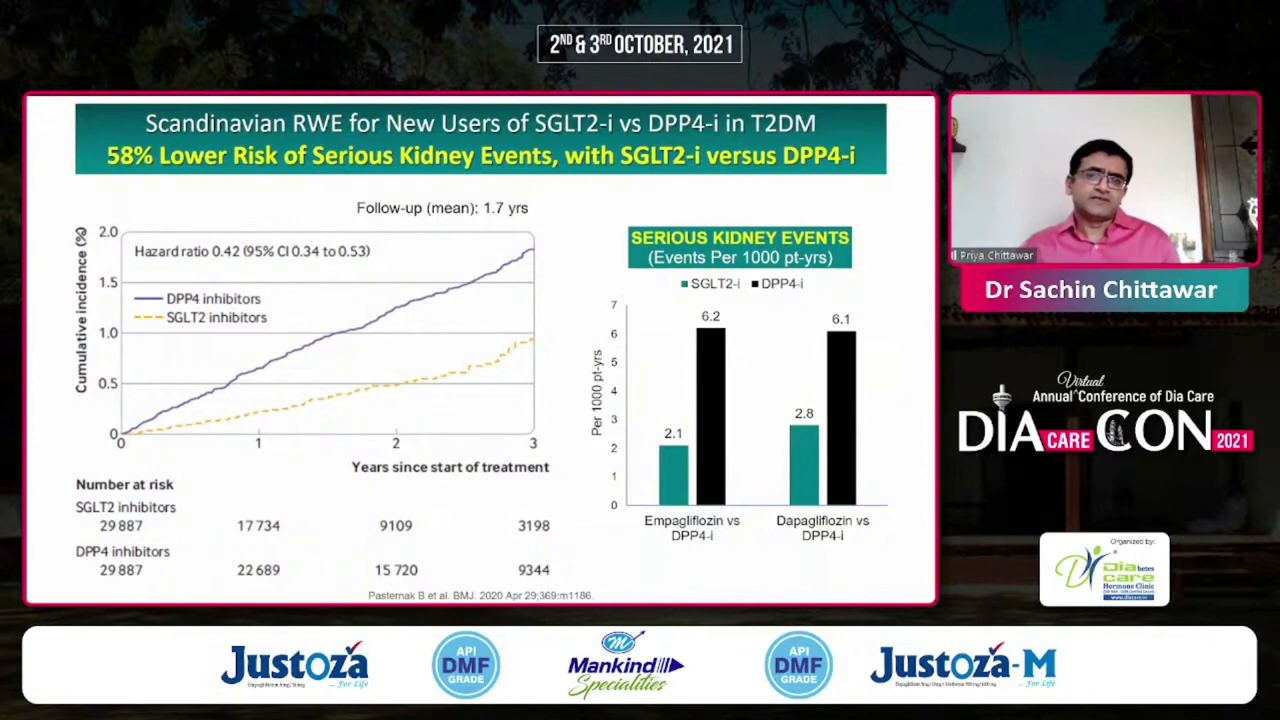 2ND & 3RD OCTOBER, 2021
Scandinavian RWE for New Users of SGLT2-i vs DPP4-i in T2DM
58% Lower Risk of Serious Kidney Events, with SGLT2-i versus DPP4-i
Follow-up (mean): 1.7 yrs
Cumulative incidence (%)
2.0
1.5
1.0
0.5
0
Hazard ratio 0.42 (95% CI 0.34 to 0.53)
DPP4 inhibitors
SGLT2 inhibitors
0 1 2 3
Years since start of treatment
Number at risk
SGLT2 inhibitors
29 887 17 734 9109 3198
DPP4 inhibitors
29 887 22 689 15 720 9344
SERIOUS KIDNEY EVENTS
(Events Per 1000 pt-yrs)
SGLT2-i DPP4-i
Per 1000 pt-yrs
7
6
5
4
3
2
1
0
2.1 6.2 2.8 6.1
Empagliflozin vs
DPP4-i
Dapagliflozin vs
DPP4-i
Pasternak B et al. BMJ. 2020 Apr 29;369:m1186.
Priya Chittawar
Dr Sachin Chittawar
Virtual
Annual^Conference of Dia Care
DIA CARE CON 2021
Organized by:
Diabetes
care
Hormone Clinic
JUSTOZA
...For Life
API
DMF
GRADE
M
Mankind
Specialities
API
DMF
GRADE
JUSTOZA-M
...For Life